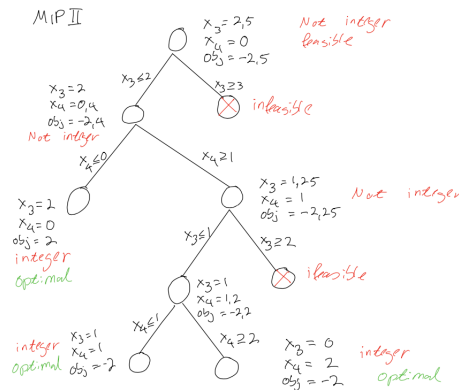 MIP II
x₃ = 2,5
x₄ = 0
obj = -2,5
Not integer
feasible
x₃≤2
x₃≥3
x₃ = 2
x₄ = 0,4
obj = -2,4
Not integer
infeasible
x₄≤0
x₄≥1
x₃ = 2
x₄ = 0
obj = 2
integer
optimal
x₃ = 1,25
x₄ = 1
obj = -2,25
Not integer
x₃≤1
x₃≥2
x₃=1
x₄=1,2
obj = -2,2
ifeasible
x₄≤1
x₄≥2
integer
optimal
x₃=1
x₄=1
obj = -2
x₃ = 0
x₄ = 2
obj = -2
integer
optimal